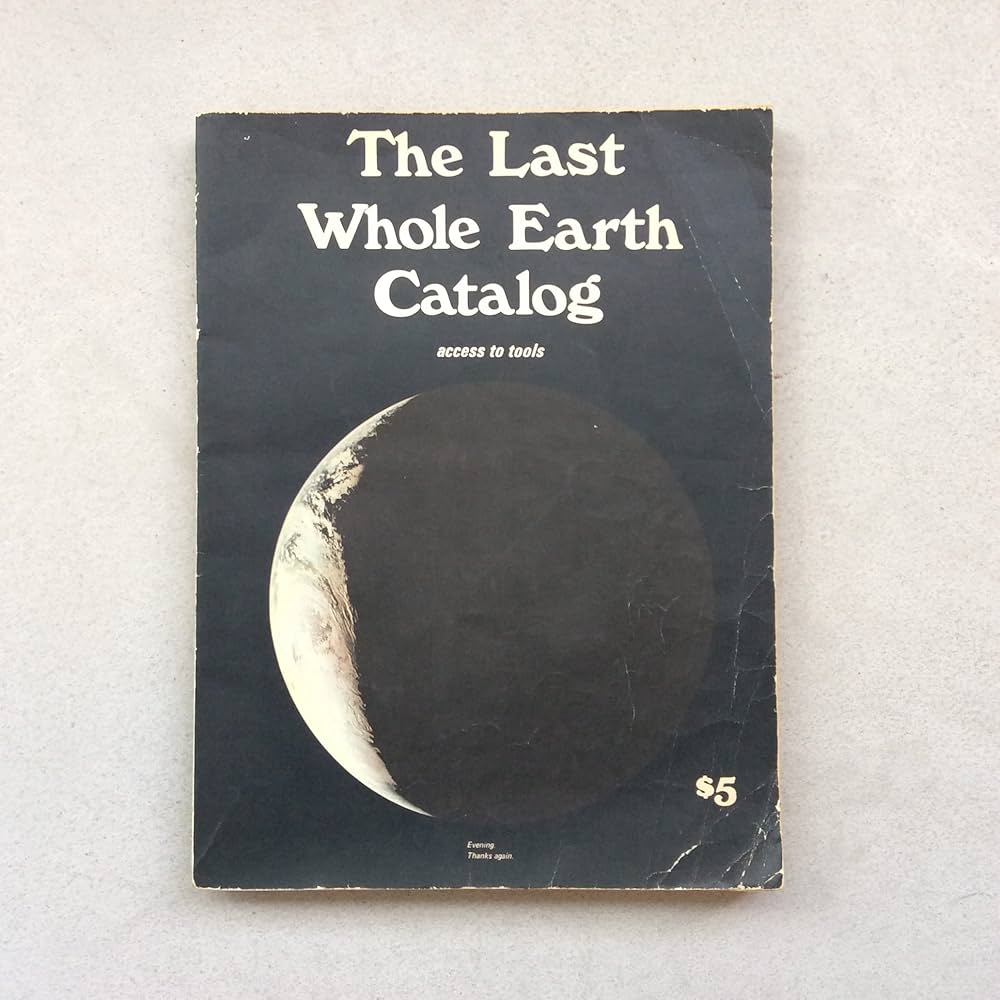 The Last
Whole Earth
Catalog
access to tools
$5
Evening.
Thanks again.